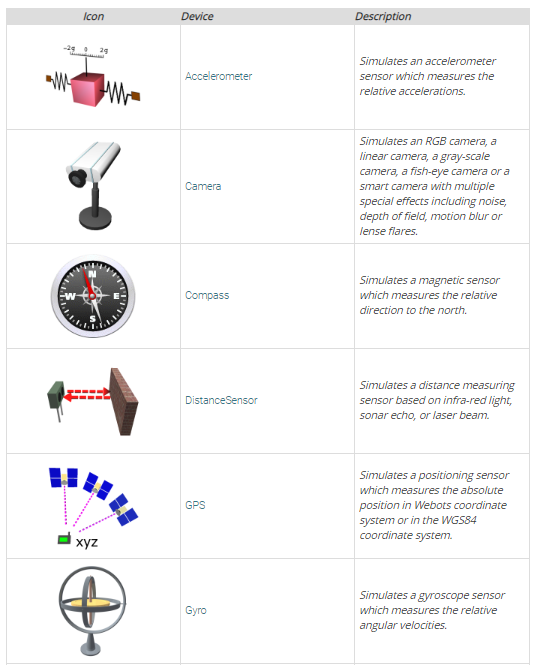 Icon Device Description
-2g 0 2g
Accelerometer
Simulates an accelerometer
sensor which measures the
relative accelerations.
Camera
Simulates an RGB camera, a
linear camera, a gray-scale
camera, a fish-eye camera or a
smart camera with multiple
special effects including noise,
depth of field, motion blur or
lense flares.
N
W E
S
Compass
Simulates a magnetic sensor
which measures the relative
direction to the north.
DistanceSensor
Simulates a distance measuring
sensor based on infra-red light,
sonar echo, or laser beam.
xyz
GPS
Simulates a positioning sensor
which measures the absolute
position in Webots coordinate
system or in the WGS84
coordinate system.
Gyro
Simulates a gyroscope sensor
which measures the relative
angular velocities.